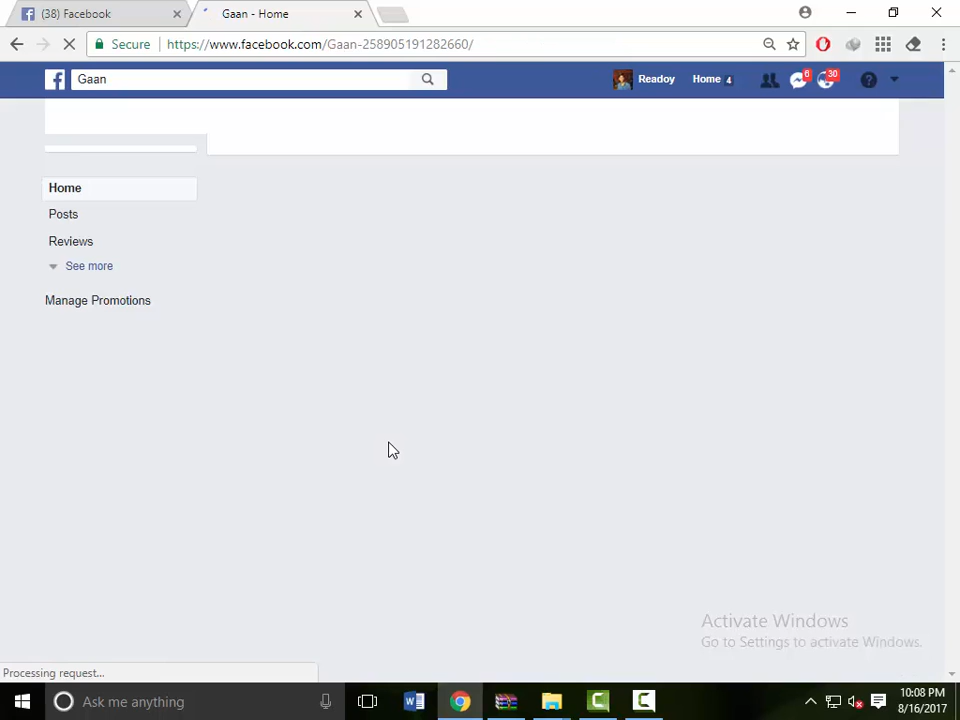 (38) Facebook
Gaan - Home
Secure
https://www.facebook.com/Gaan-258905191282660/
Gaan
Readoy
Home 4
6
30
Home
Posts
Reviews
See more
Manage Promotions
Activate Windows
Go to Settings to activate Windows.
Processing request...
Ask me anything
10:08 PM
8/16/2017